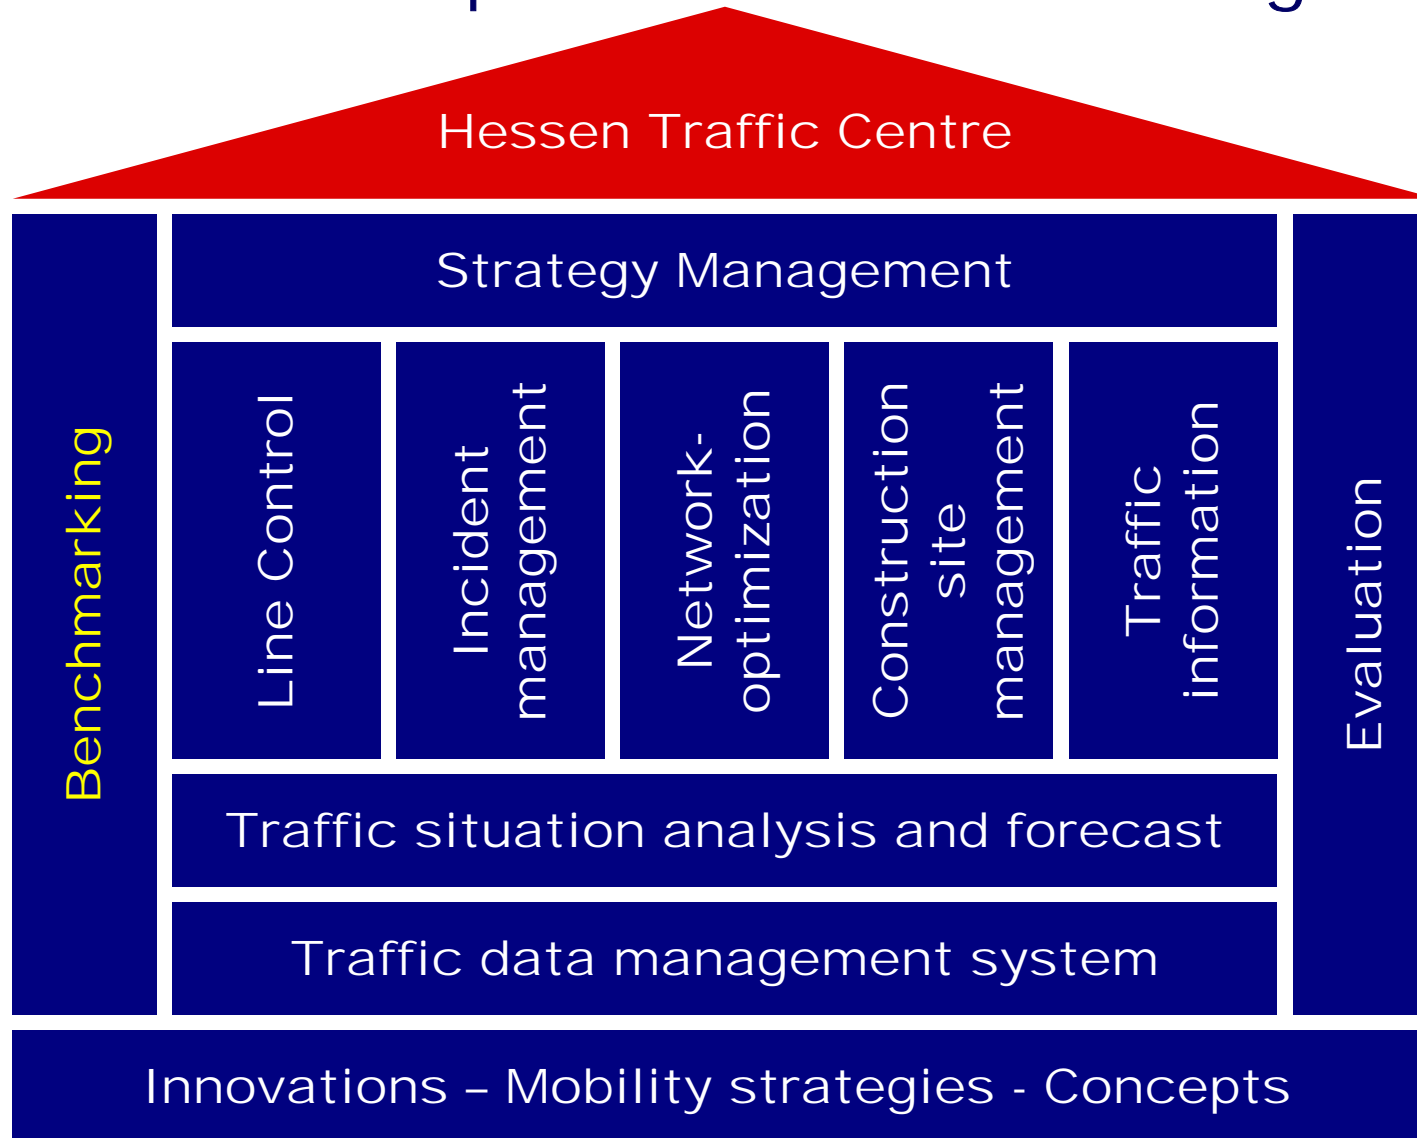 Hessen Traffic Centre
Strategy Management
Benchmarking
Line Control
Incident
management
Network-
optimization
Construction
site
management
Traffic
information
Evaluation
Traffic situation analysis and forecast
Traffic data management system
Innovations – Mobility strategies - Concepts